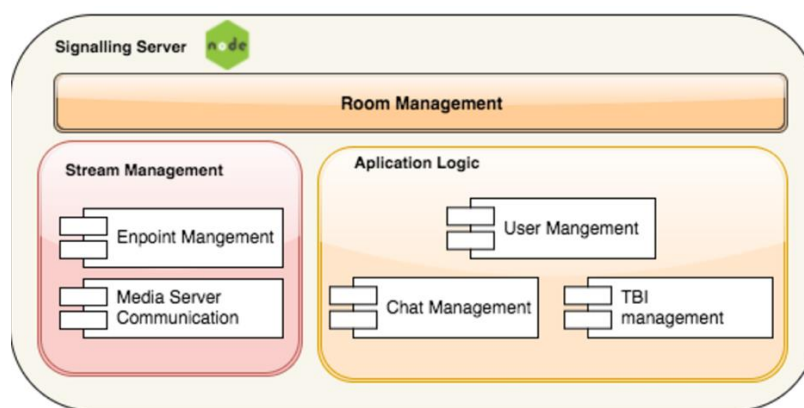 Signalling Server
node
Room Management
Stream Management
Enpoint Mangement
Media Server
Communication
Aplication Logic
User Mangement
Chat Management
TBI
management